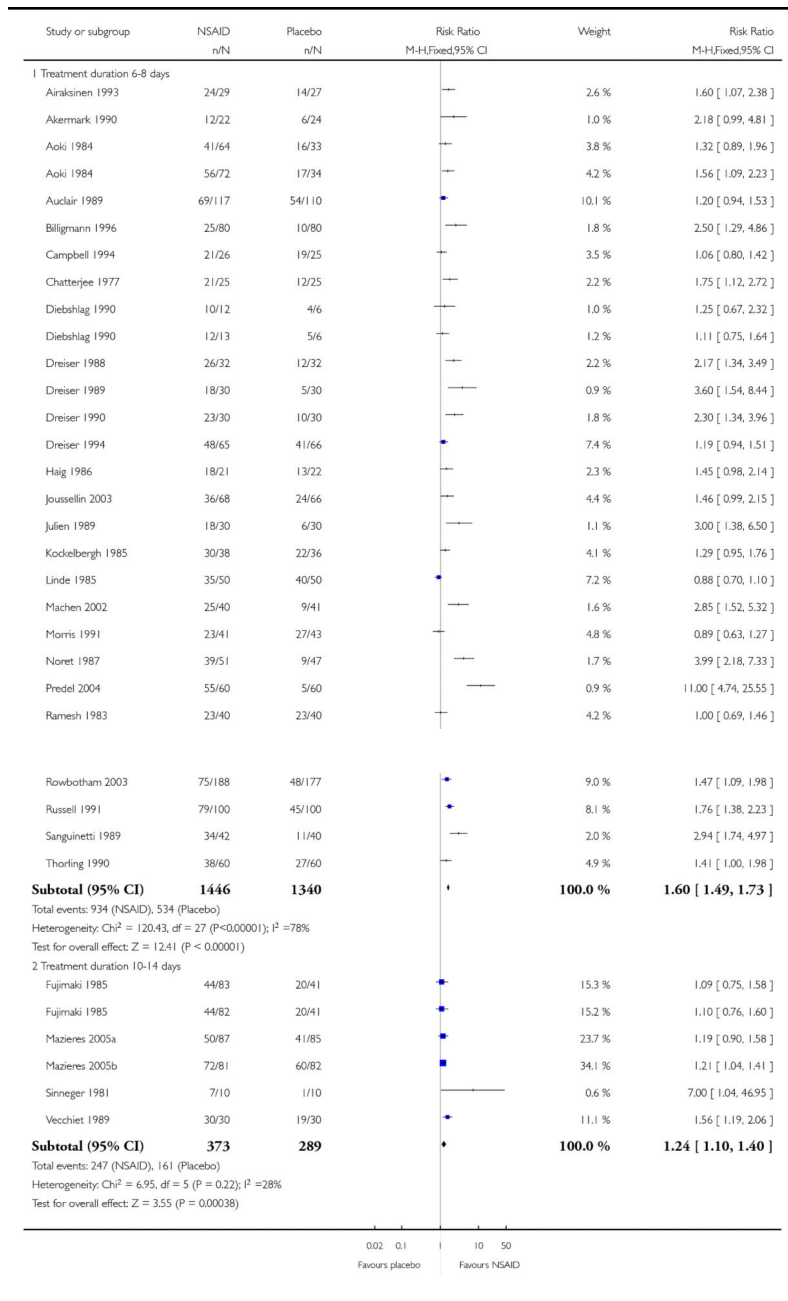 Study or subgroup NSAID Placebo Risk Ratio Weight Risk Ratio
n/N n/N M-H,Fixed,95% CI M-H,Fixed,95% CI
1 Treatment duration 6-8 days
Airaksinen 1993 24/29 14/27 2.6 % 1.60 [ 1.07, 2.38 ]
Akermark 1990 12/22 6/24 1.0 % 2.18 [ 0.99, 4.81 ]
Aoki 1984 41/64 16/33 3.8 % 1.32 [ 0.89, 1.96 ]
Aoki 1984 56/72 17/34 4.2 % 1.56 [ 1.09, 2.23 ]
Auclair 1989 69/117 54/110 10.1 % 1.20 [ 0.94, 1.53 ]
Billigmann 1996 25/80 10/80 1.8 % 2.50 [ 1.29, 4.86 ]
Campbell 1994 21/26 19/25 3.5 % 1.06 [ 0.80, 1.42 ]
Chatterjee 1977 21/25 12/25 2.2 % 1.75 [ 1.12, 2.72 ]
Diebshlag 1990 10/12 4/6 1.0 % 1.25 [ 0.67, 2.32 ]
Diebshlag 1990 12/13 5/6 1.2 % 1.11 [ 0.75, 1.64 ]
Dreiser 1988 26/32 12/32 2.2 % 2.17 [ 1.34, 3.49 ]
Dreiser 1989 18/30 5/30 0.9 % 3.60 [ 1.54, 8.44 ]
Dreiser 1990 23/30 10/30 1.8 % 2.30 [ 1.34, 3.96 ]
Dreiser 1994 48/65 41/66 7.4 % 1.19 [ 0.94, 1.51 ]
Haig 1986 18/21 13/22 2.3 % 1.45 [ 0.98, 2.14 ]
Joussellin 2003 36/68 24/66 4.4 % 1.46 [ 0.99, 2.15 ]
Julien 1989 18/30 6/30 1.1 % 3.00 [ 1.38, 6.50 ]
Kockelbergh 1985 30/38 22/36 4.1 % 1.29 [ 0.95, 1.76 ]
Linde 1985 35/50 40/50 7.2 % 0.88 [ 0.70, 1.10 ]
Machen 2002 25/40 9/41 1.6 % 2.85 [ 1.52, 5.32 ]
Morris 1991 23/41 27/43 4.8 % 0.89 [ 0.63, 1.27 ]
Noret 1987 39/51 9/47 1.7 % 3.99 [ 2.18, 7.33 ]
Predel 2004 55/60 5/60 0.9 % 11.00 [ 4.74, 25.55 ]
Ramesh 1983 23/40 23/40 4.2 % 1.00 [ 0.69, 1.46 ]
Rowbotham 2003 75/188 48/177 9.0 % 1.47 [ 1.09, 1.98 ]
Russell 1991 79/100 45/100 8.1 % 1.76 [ 1.38, 2.23 ]
Sanguinetti 1989 34/42 11/40 2.0 % 2.94 [ 1.74, 4.97 ]
Thorling 1990 38/60 27/60 4.9 % 1.41 [ 1.00, 1.98 ]
Subtotal (95% CI) 1446 1340 100.0 % 1.60 [ 1.49, 1.73 ]
Total events: 934 (NSAID), 534 (Placebo)
Heterogeneity: Chi² = 120.43, df = 27 (P<0.00001); I² =78%
Test for overall effect: Z = 12.41 (P < 0.00001)
2 Treatment duration 10-14 days
Fujimaki 1985 44/83 20/41 15.3 % 1.09 [ 0.75, 1.58 ]
Fujimaki 1985 44/82 20/41 15.2 % 1.10 [ 0.76, 1.60 ]
Mazieres 2005a 50/87 41/85 23.7 % 1.19 [ 0.90, 1.58 ]
Mazieres 2005b 72/81 60/82 34.1 % 1.21 [ 1.04, 1.41 ]
Sinneger 1981 7/10 1/10 0.6 % 7.00 [ 1.04, 46.95 ]
Vecchiet 1989 30/30 19/30 11.1 % 1.56 [ 1.19, 2.06 ]
Subtotal (95% CI) 373 289 100.0 % 1.24 [ 1.10, 1.40 ]
Total events: 247 (NSAID), 161 (Placebo)
Heterogeneity: Chi² = 6.95, df = 5 (P = 0.22); I² =28%
Test for overall effect: Z = 3.55 (P = 0.00038)
0.02 0.1 1 10 50
Favours placebo Favours NSAID